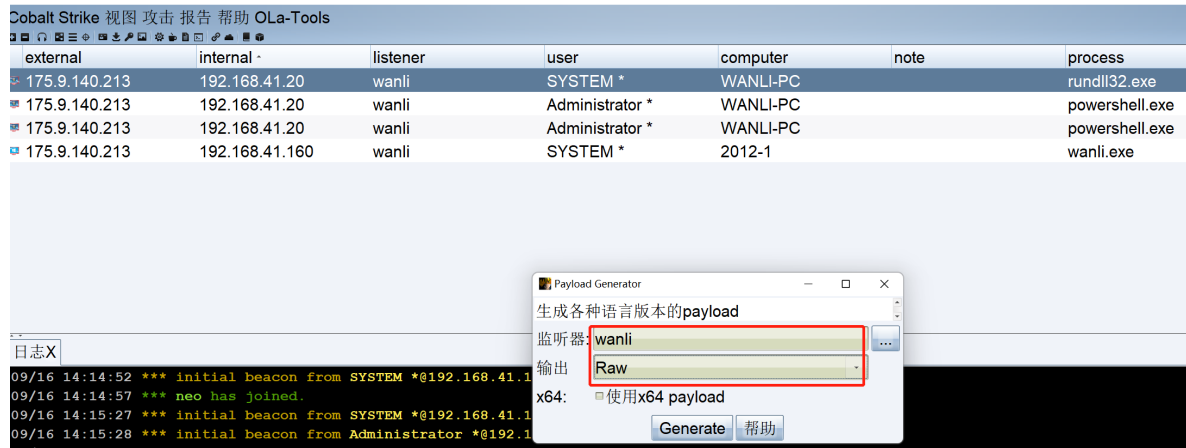 Cobalt Strike 视图 攻击 报告 帮助 OLa-Tools
external internal listener user computer note process
175.9.140.213 192.168.41.20 wanli SYSTEM * WANLI-PC rundll32.exe
175.9.140.213 192.168.41.20 wanli Administrator * WANLI-PC powershell.exe
175.9.140.213 192.168.41.20 wanli Administrator * WANLI-PC powershell.exe
175.9.140.213 192.168.41.160 wanli SYSTEM * 2012-1 wanli.exe
Payload Generator
生成各种语言版本的payload
监听器: wanli ...
输出 Raw
x64: 使用x64 payload
Generate 帮助
日志X
09/16 14:14:52 *** initial beacon from SYSTEM *@192.168.41.1
09/16 14:14:57 *** neo has joined.
09/16 14:15:27 *** initial beacon from SYSTEM *@192.168.41.1
09/16 14:15:28 *** initial beacon from Administrator *@192.1